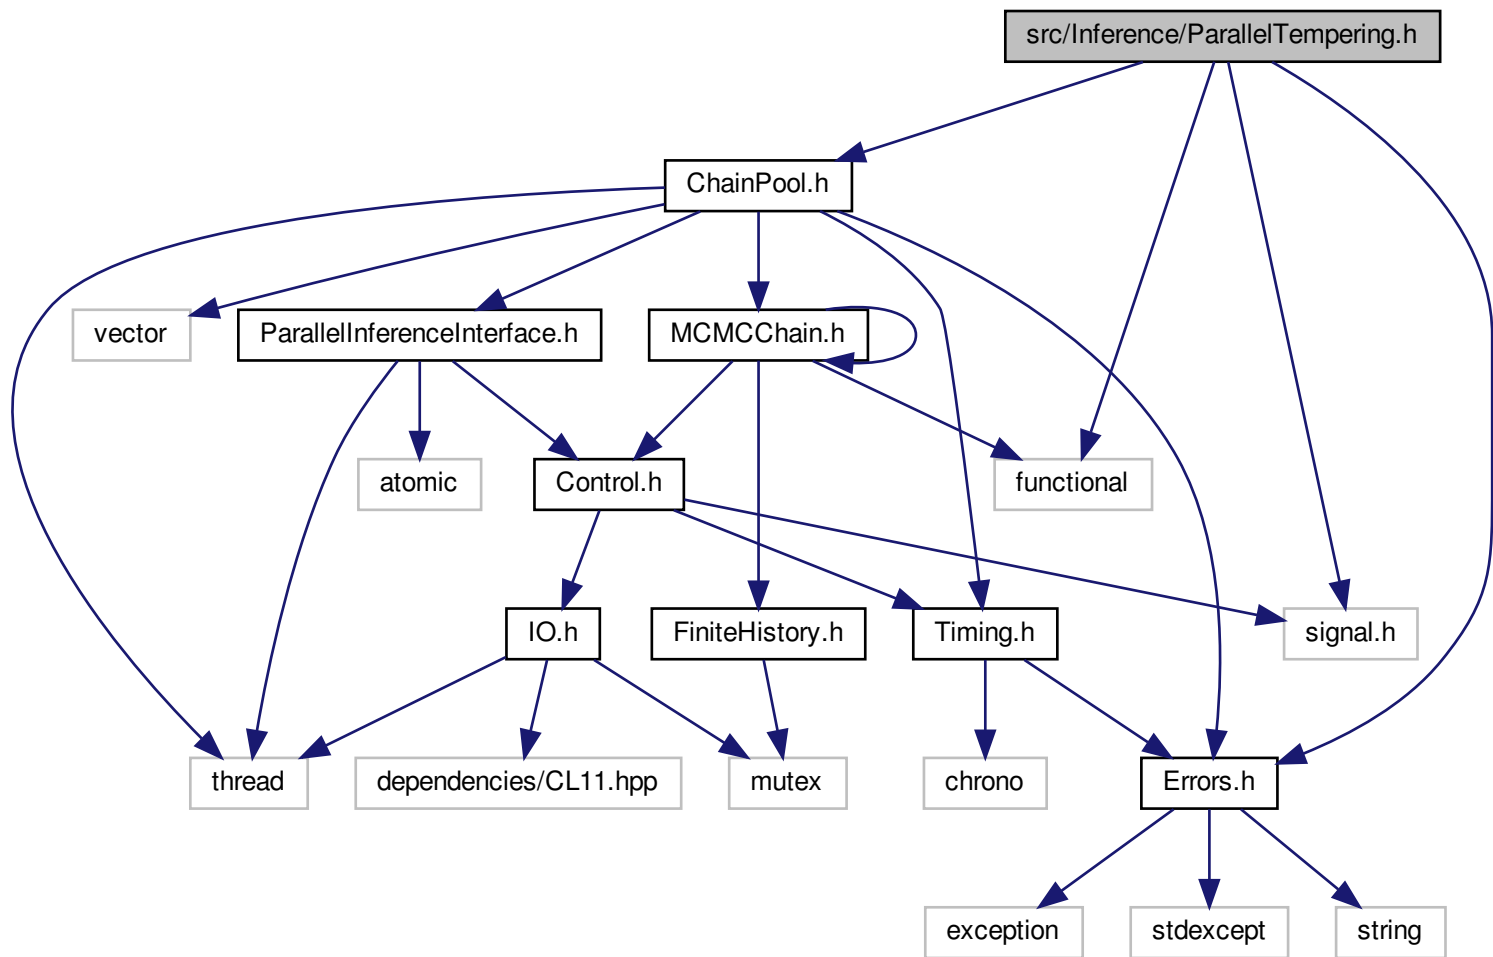 src/Inference/ParallelTempering.h
ChainPool.h
vector
ParallelInferenceInterface.h
MCMCChain.h
atomic
Control.h
functional
IO.h
FiniteHistory.h
Timing.h
signal.h
thread
dependencies/CL11.hpp
mutex
chrono
Errors.h
exception
stdexcept
string